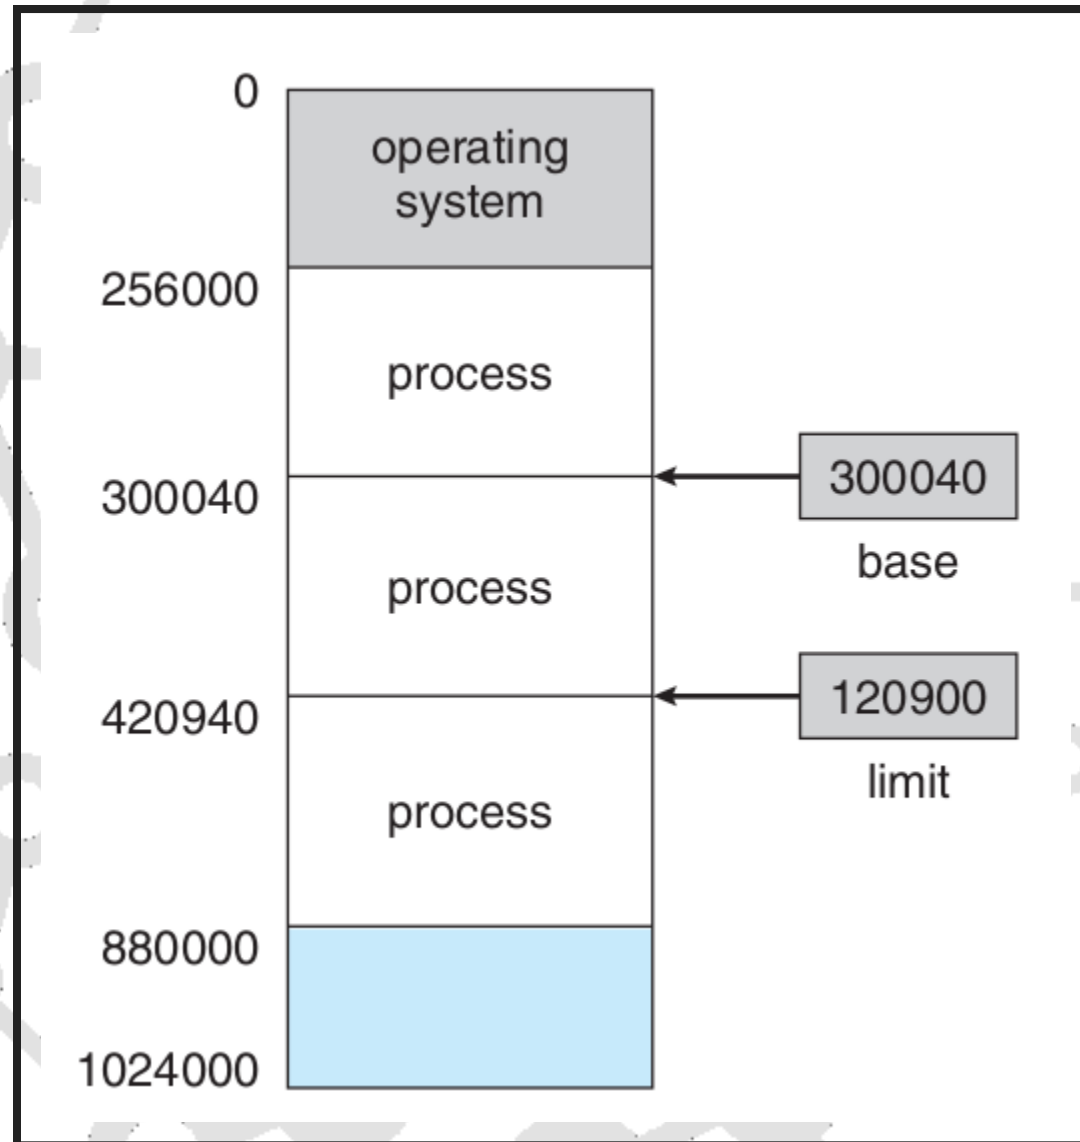 0
operating
system
256000
process
300040
300040
base
process
420940
120900
limit
process
880000
1024000